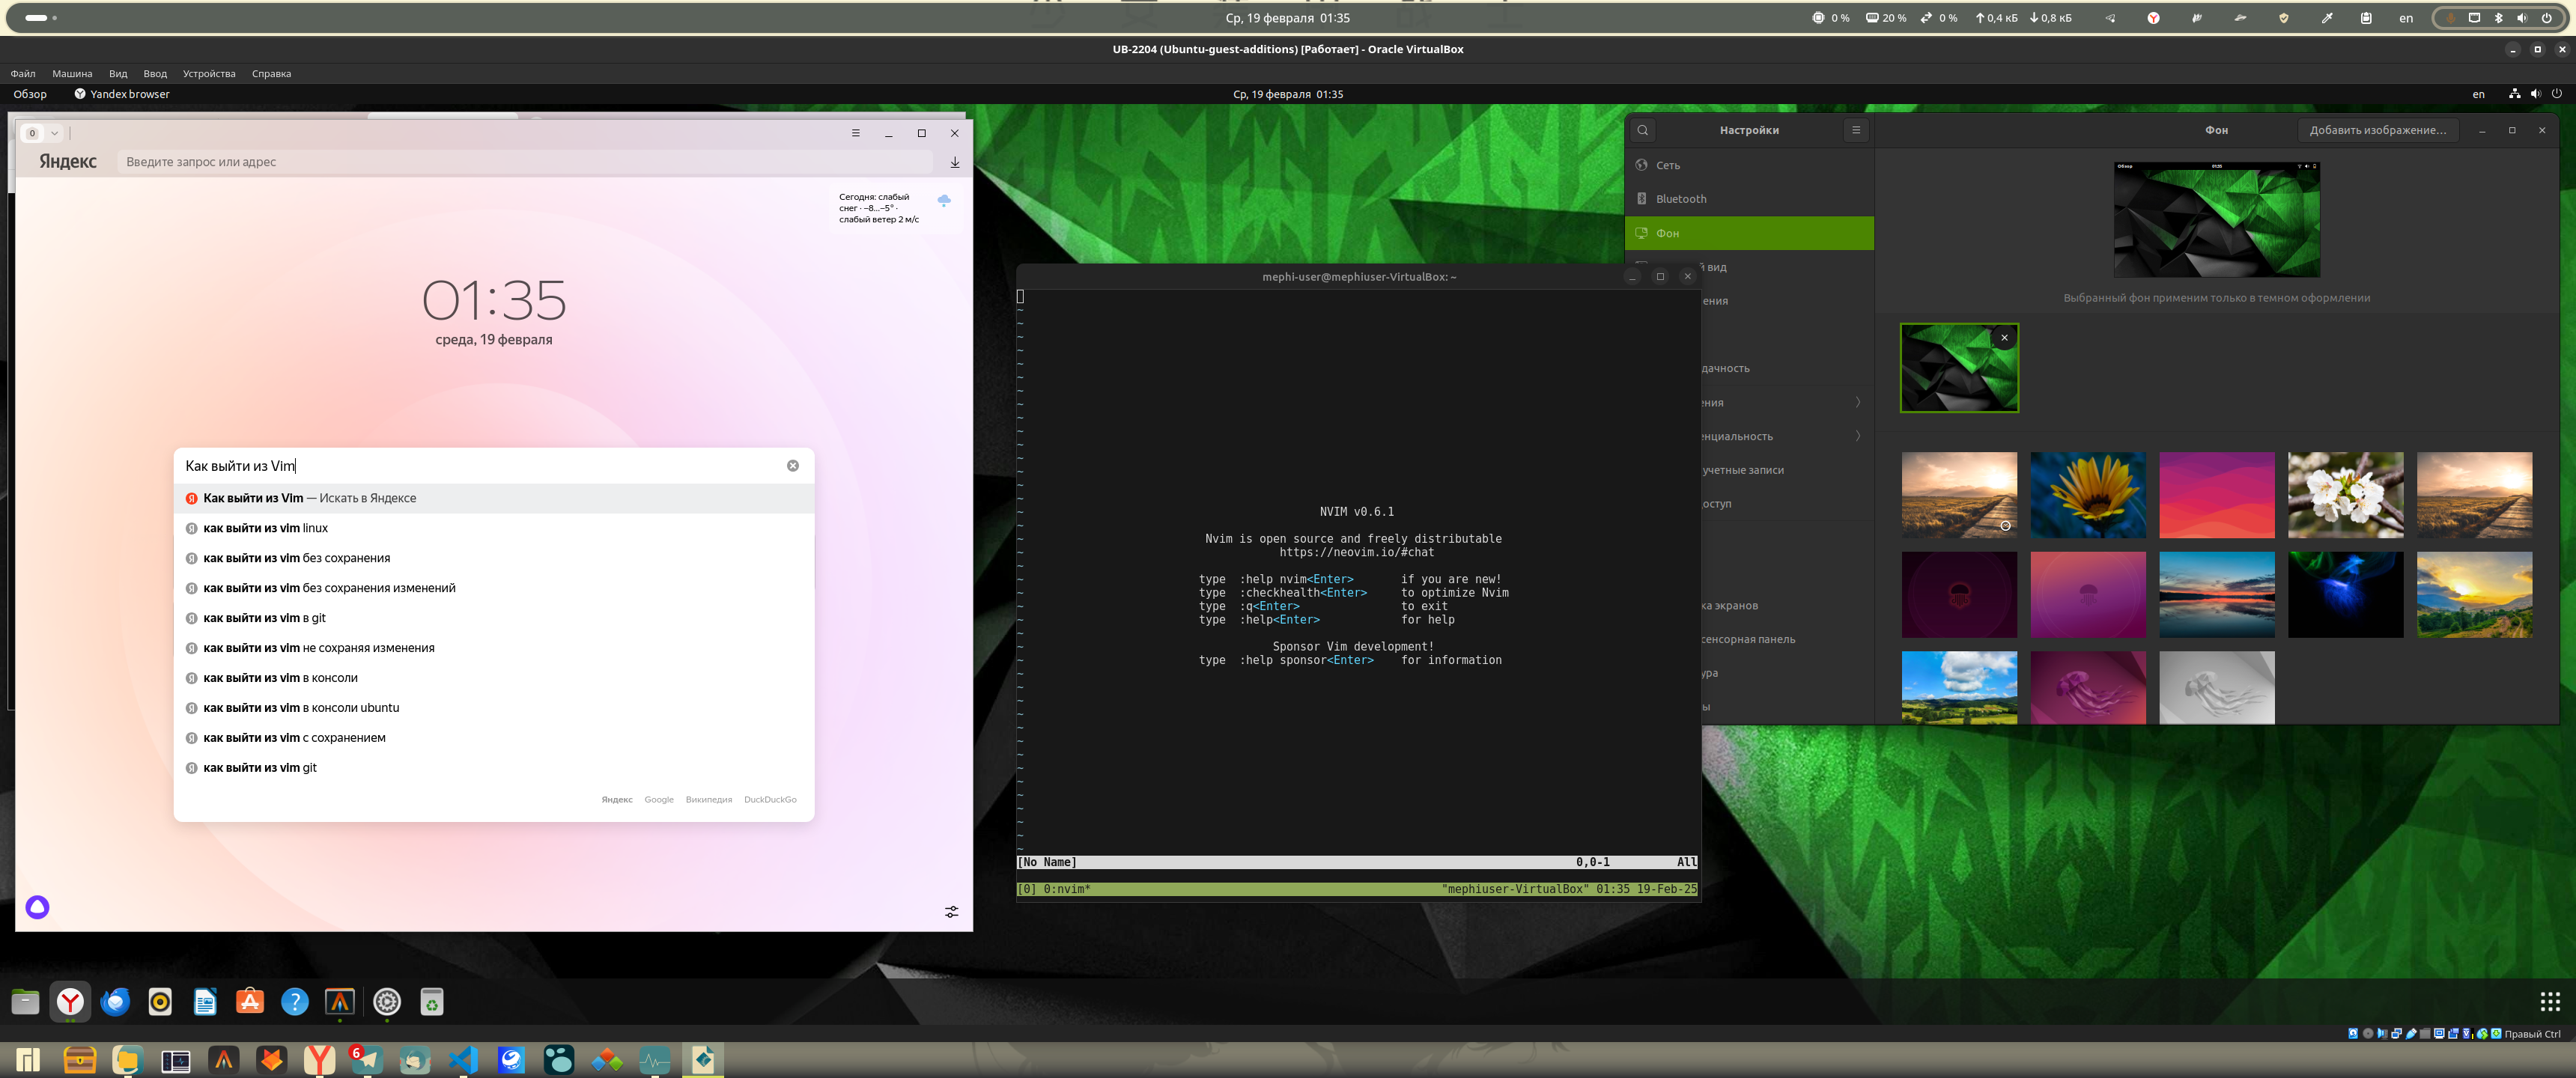 Ср, 19 февраля 01:35
0 %
20 %
0 %
0,4 кБ
0,8 кБ
en
UB-2204 (Ubuntu-guest-additions) [Работает] - Oracle VirtualBox
Файл Машина Вид Ввод Устройства Справка
Обзор Yandex browser
Ср, 19 февраля 01:35
en
0
Яндекс
Введите запрос или адрес
Сегодня: слабый
снег · −8...−5° ·
слабый ветер 2 м/с
01:35
среда, 19 февраля
Как выйти из Vim
Как выйти из Vim — Искать в Яндексе
как выйти из vim linux
как выйти из vim без сохранения
как выйти из vim без сохранения изменений
как выйти из vim в git
как выйти из vim не сохраняя изменения
как выйти из vim в консоли
как выйти из vim в консоли ubuntu
как выйти из vim с сохранением
как выйти из vim git
Яндекс Google Википедия DuckDuckGo
mephi-user@mephiuser-VirtualBox: ~
NVIM v0.6.1
Nvim is open source and freely distributable
https://neovim.io/#chat
type :help nvim<Enter> if you are new!
type :checkhealth<Enter> to optimize Nvim
type :q<Enter> to exit
type :help<Enter> for help
Sponsor Vim development!
type :help sponsor<Enter> for information
[No Name] 0,0-1 All
[0] 0:nvim* "mephiuser-VirtualBox" 01:35 19-Feb-25
Настройки
Фон
Добавить изображение...
Сеть
Bluetooth
Фон
й вид
ения
дачность
ения
енциальность
учетные записи
оступ
ка экранов
сенсорная панель
ура
ы
Обзор
01:35
Выбранный фон применим только в темном оформлении
Правый Ctrl
6